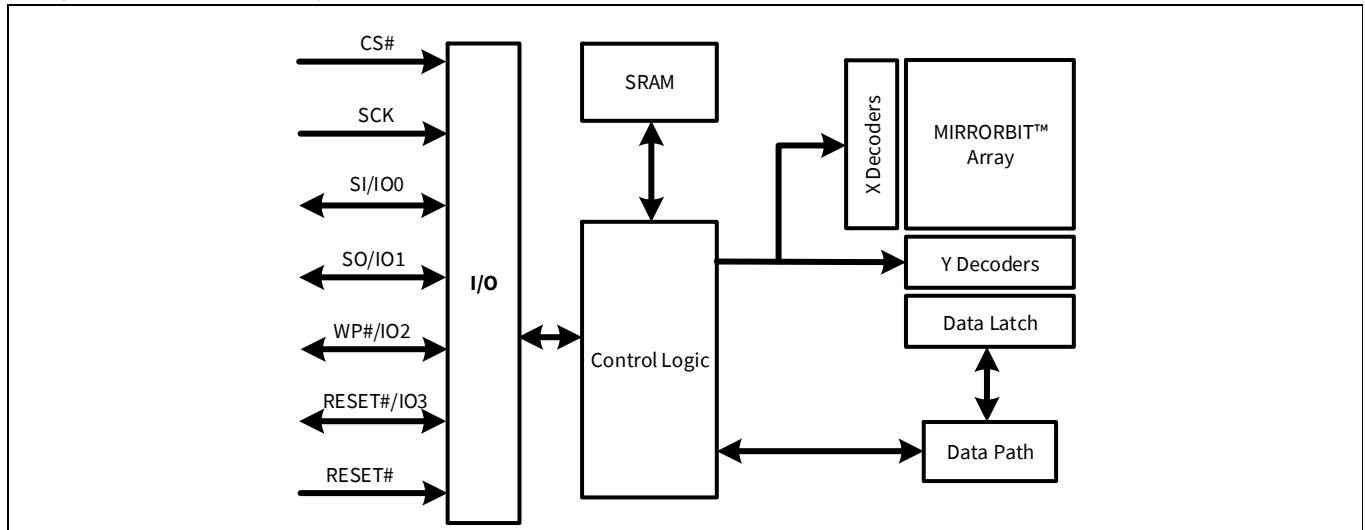 CS#
SCK
SI/IO0
SO/IO1
WP#/IO2
RESET#/IO3
RESET#
I/O
SRAM
Control Logic
X Decoders
MIRRORBIT™
Array
Y Decoders
Data Latch
Data Path